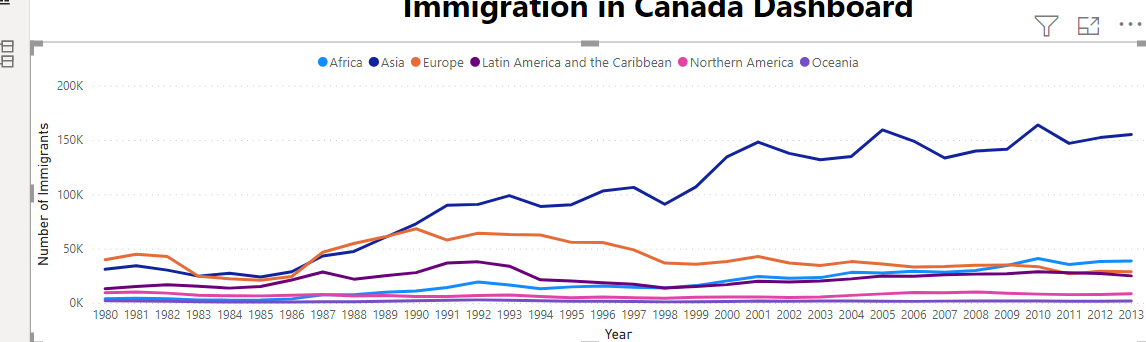 Immigration in Canada Dashboard
Africa Asia Europe Latin America and the Caribbean Northern America Oceania
200K
150K
100K
50K
0K
Number of Immigrants
1980 1981 1982 1983 1984 1985 1986 1987 1988 1989 1990 1991 1992 1993 1994 1995 1996 1997 1998 1999 2000 2001 2002 2003 2004 2005 2006 2007 2008 2009 2010 2011 2012 2013
Year